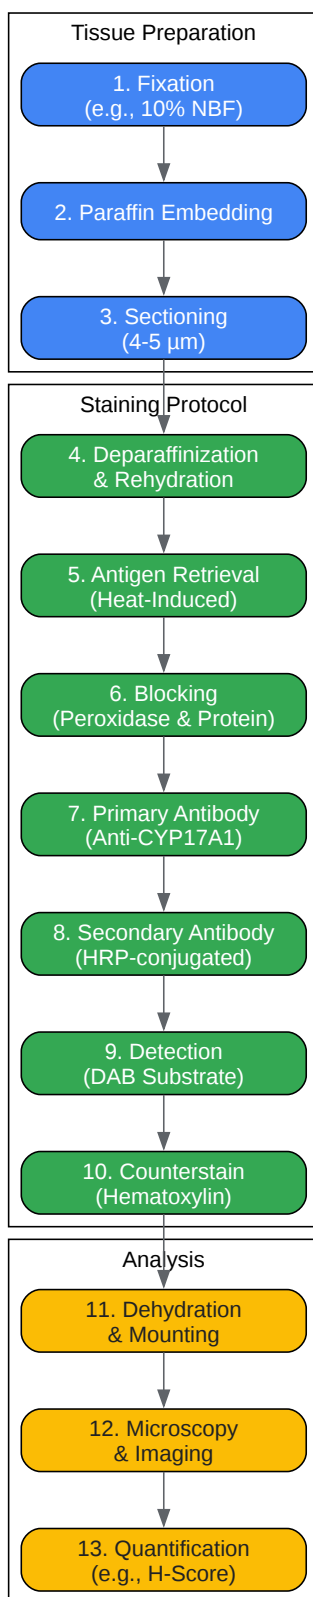 Tissue Preparation
1. Fixation
(e.g., 10% NBF)
2. Paraffin Embedding
3. Sectioning
(4-5 µm)
Staining Protocol
4. Deparaffinization
& Rehydration
5. Antigen Retrieval
(Heat-Induced)
6. Blocking
(Peroxidase & Protein)
7. Primary Antibody
(Anti-CYP17A1)
8. Secondary Antibody
(HRP-conjugated)
9. Detection
(DAB Substrate)
10. Counterstain
(Hematoxylin)
Analysis
11. Dehydration
& Mounting
12. Microscopy
& Imaging
13. Quantification
(e.g., H-Score)